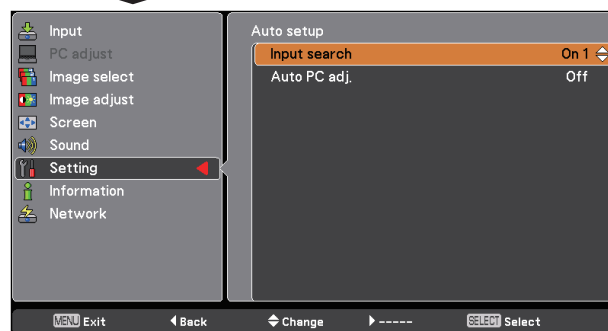 Input
PC adjust
Image select
Image adjust
Screen
Sound
Setting
Information
Network
Auto setup
Input search On 1
Auto PC adj. Off
MENU Exit Back Change ----- SELECT Select